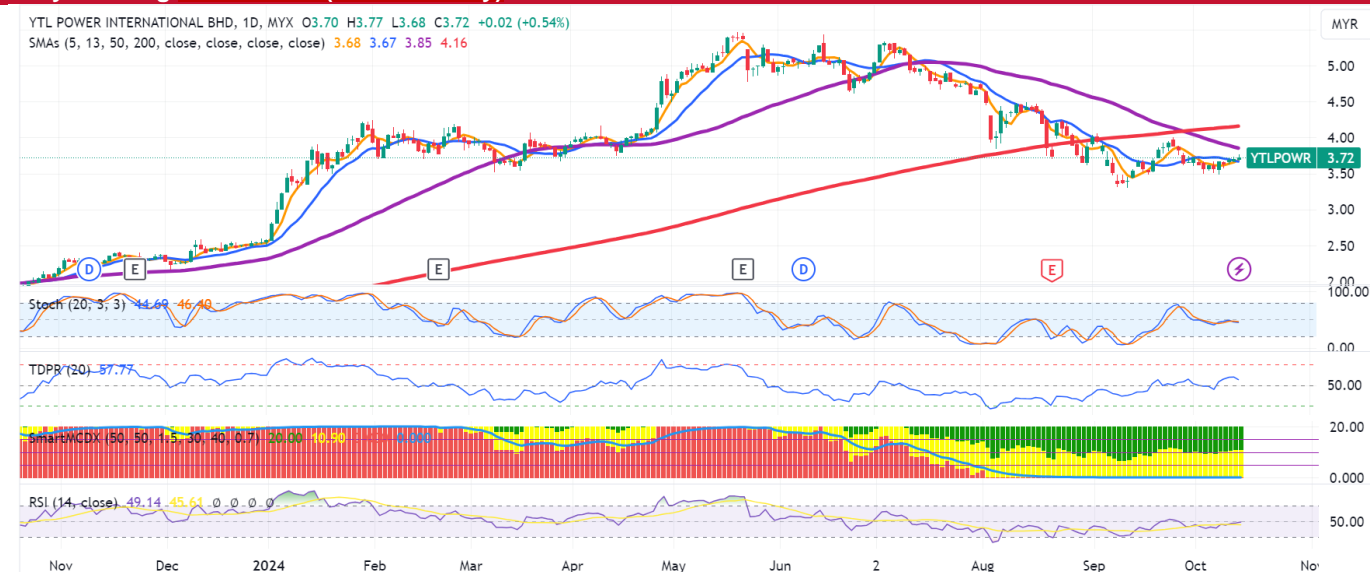 YTL POWER INTERNATIONAL BHD, 1D, MYX O3.70 H3.77 L3.68 C3.72 +0.02 (+0.54%)
MYR
SMAs (5, 13, 50, 200, close, close, close, close) 3.68 3.67 3.85 4.16
5.00
4.50
4.00
YTLPOWR 3.72
3.50
3.00
2.50
D E E E D E
2.00
100.00
Stoch (20, 3, 3) 44.69 46.40
0.00
TDPR (20) 57.77
50.00
20.00
SmartMCDX (50, 50, 1.5, 30, 40, 0.7) 20.00 10.90 0.000
0.000
RSI (14, close) 49.14 45.61 ∅ ∅ ∅ ∅
50.00
Nov Dec 2024 Feb Mar Apr May Jun 2 Aug Sep Oct Nov